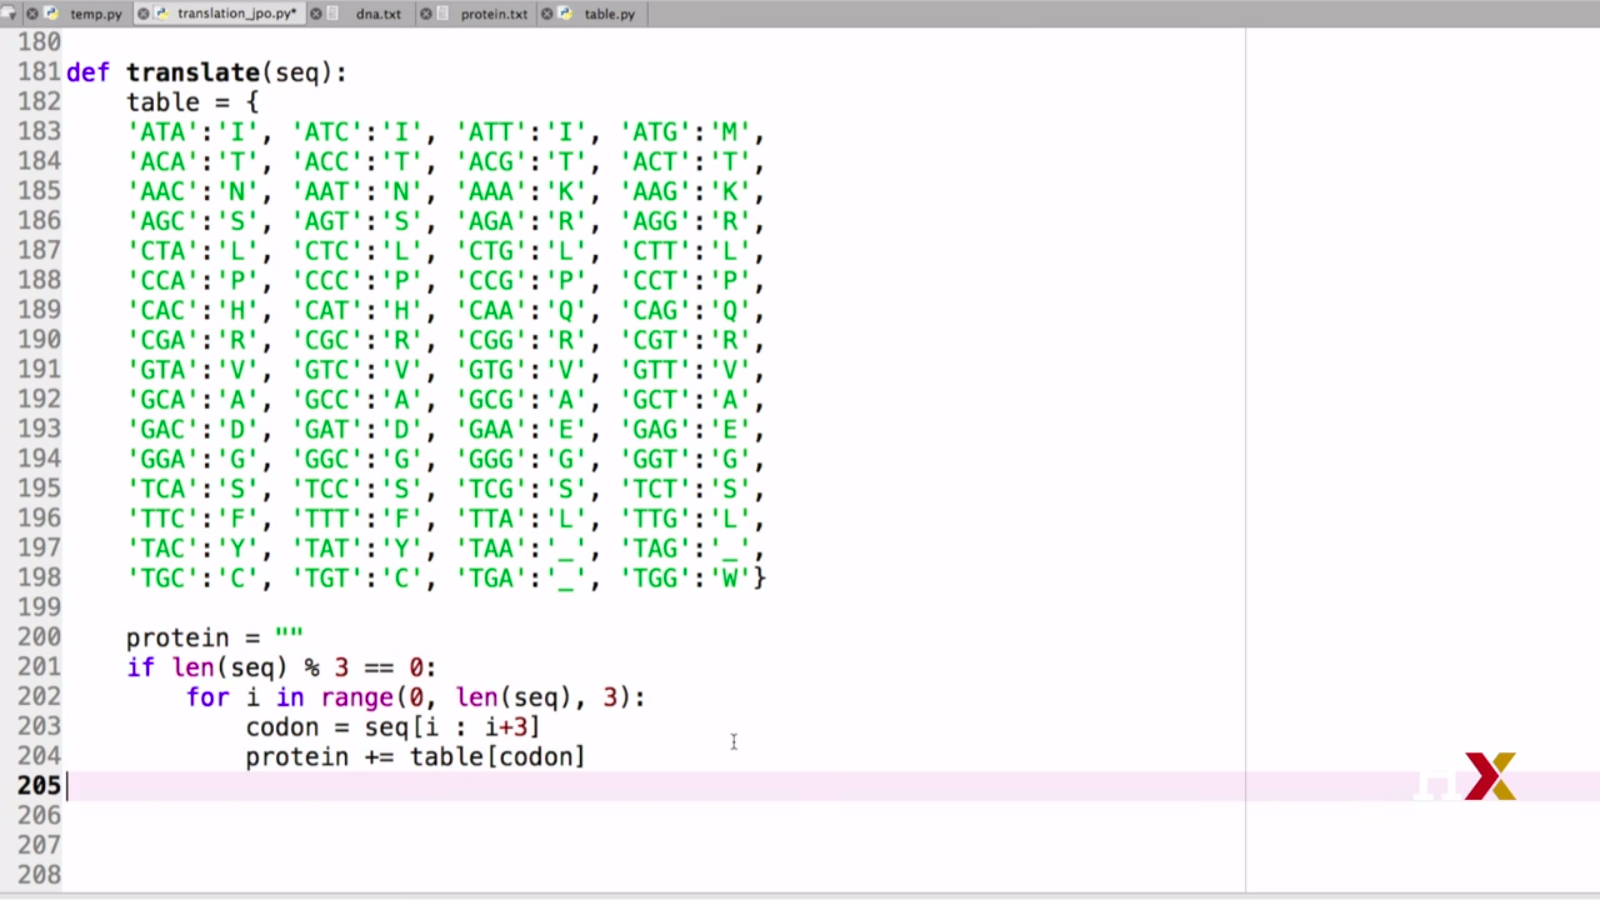 temp.py translation_jpo.py* dna.txt protein.txt table.py
180
181 def translate(seq):
182 table = {
183 'ATA':'I', 'ATC':'I', 'ATT':'I', 'ATG':'M',
184 'ACA':'T', 'ACC':'T', 'ACG':'T', 'ACT':'T',
185 'AAC':'N', 'AAT':'N', 'AAA':'K', 'AAG':'K',
186 'AGC':'S', 'AGT':'S', 'AGA':'R', 'AGG':'R',
187 'CTA':'L', 'CTC':'L', 'CTG':'L', 'CTT':'L',
188 'CCA':'P', 'CCC':'P', 'CCG':'P', 'CCT':'P',
189 'CAC':'H', 'CAT':'H', 'CAA':'Q', 'CAG':'Q',
190 'CGA':'R', 'CGC':'R', 'CGG':'R', 'CGT':'R',
191 'GTA':'V', 'GTC':'V', 'GTG':'V', 'GTT':'V',
192 'GCA':'A', 'GCC':'A', 'GCG':'A', 'GCT':'A',
193 'GAC':'D', 'GAT':'D', 'GAA':'E', 'GAG':'E',
194 'GGA':'G', 'GGC':'G', 'GGG':'G', 'GGT':'G',
195 'TCA':'S', 'TCC':'S', 'TCG':'S', 'TCT':'S',
196 'TTC':'F', 'TTT':'F', 'TTA':'L', 'TTG':'L',
197 'TAC':'Y', 'TAT':'Y', 'TAA':'_', 'TAG':'_',
198 'TGC':'C', 'TGT':'C', 'TGA':'_', 'TGG':'W'}
199
200 protein = ""
201 if len(seq) % 3 == 0:
202 for i in range(0, len(seq), 3):
203 codon = seq[i : i+3]
204 protein += table[codon]
205
206
207
208